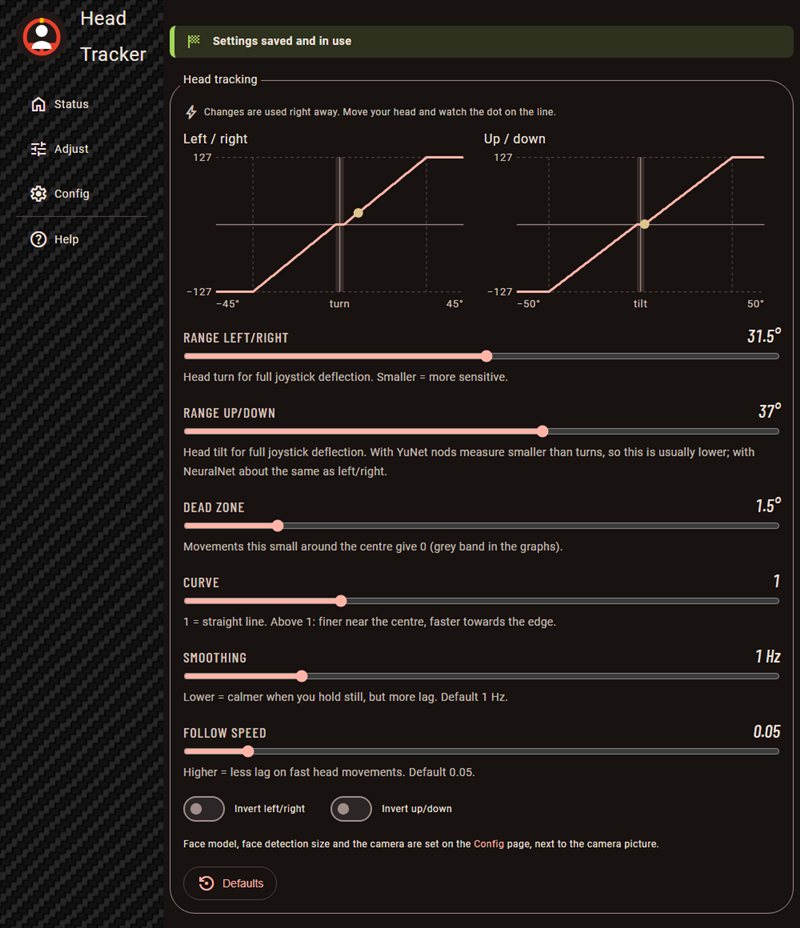 Head
Tracker
Status
Adjust
Config
Help
Settings saved and in use
Head tracking
Changes are used right away. Move your head and watch the dot on the line.
Left / right
127
−127
−45°
turn
45°
Up / down
127
−127
−50°
tilt
50°
RANGE LEFT/RIGHT
31.5°
Head turn for full joystick deflection. Smaller = more sensitive.
RANGE UP/DOWN
37°
Head tilt for full joystick deflection. With YuNet nods measure smaller than turns, so this is usually lower; with
NeuralNet about the same as left/right.
DEAD ZONE
1.5°
Movements this small around the centre give 0 (grey band in the graphs).
CURVE
1
1 = straight line. Above 1: finer near the centre, faster towards the edge.
SMOOTHING
1 Hz
Lower = calmer when you hold still, but more lag. Default 1 Hz.
FOLLOW SPEED
0.05
Higher = less lag on fast head movements. Default 0.05.
Invert left/right
Invert up/down
Face model, face detection size and the camera are set on the Config page, next to the camera picture.
Defaults